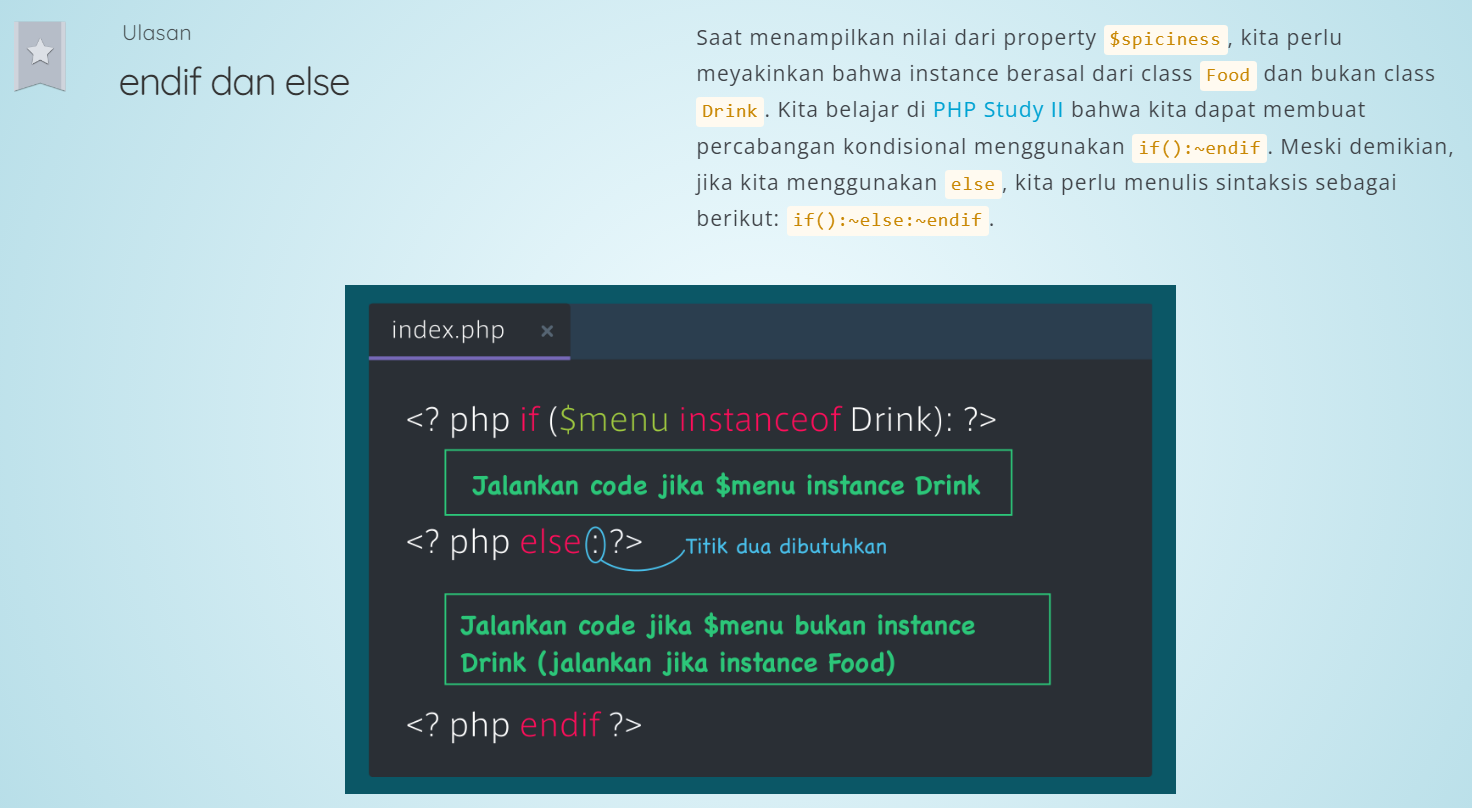 Ulasan
endif dan else
Saat menampilkan nilai dari property $spiciness, kita perlu
meyakinkan bahwa instance berasal dari class Food dan bukan class
Drink. Kita belajar di PHP Study II bahwa kita dapat membuat
percabangan kondisional menggunakan if():~endif. Meski demikian,
jika kita menggunakan else, kita perlu menulis sintaksis sebagai
berikut: if():~else:~endif.
index.php ×
<? php if ($menu instanceof Drink): ?>
Jalankan code jika $menu instance Drink
<? php else : ?> Titik dua dibutuhkan
Jalankan code jika $menu bukan instance
Drink (jalankan jika instance Food)
<? php endif ?>